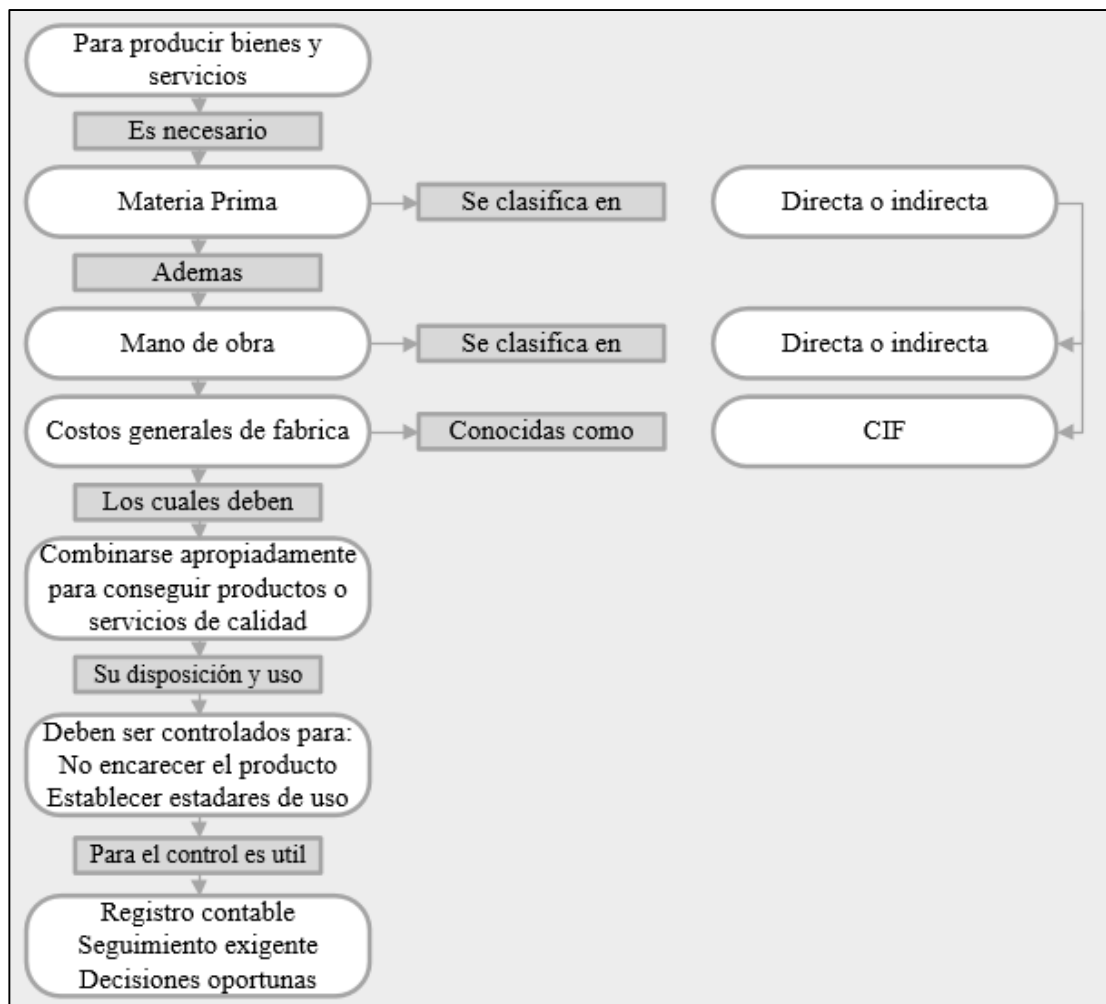 Para producir bienes y
servicios
Es necesario
Materia Prima
Se clasifica en
Directa o indirecta
Ademas
Mano de obra
Se clasifica en
Directa o indirecta
Costos generales de fabrica
Conocidas como
CIF
Los cuales deben
Combinarse apropiadamente
para conseguir productos o
servicios de calidad
Su disposición y uso
Deben ser controlados para:
No encarecer el producto
Establecer estadares de uso
Para el control es util
Registro contable
Seguimiento exigente
Decisiones oportunas